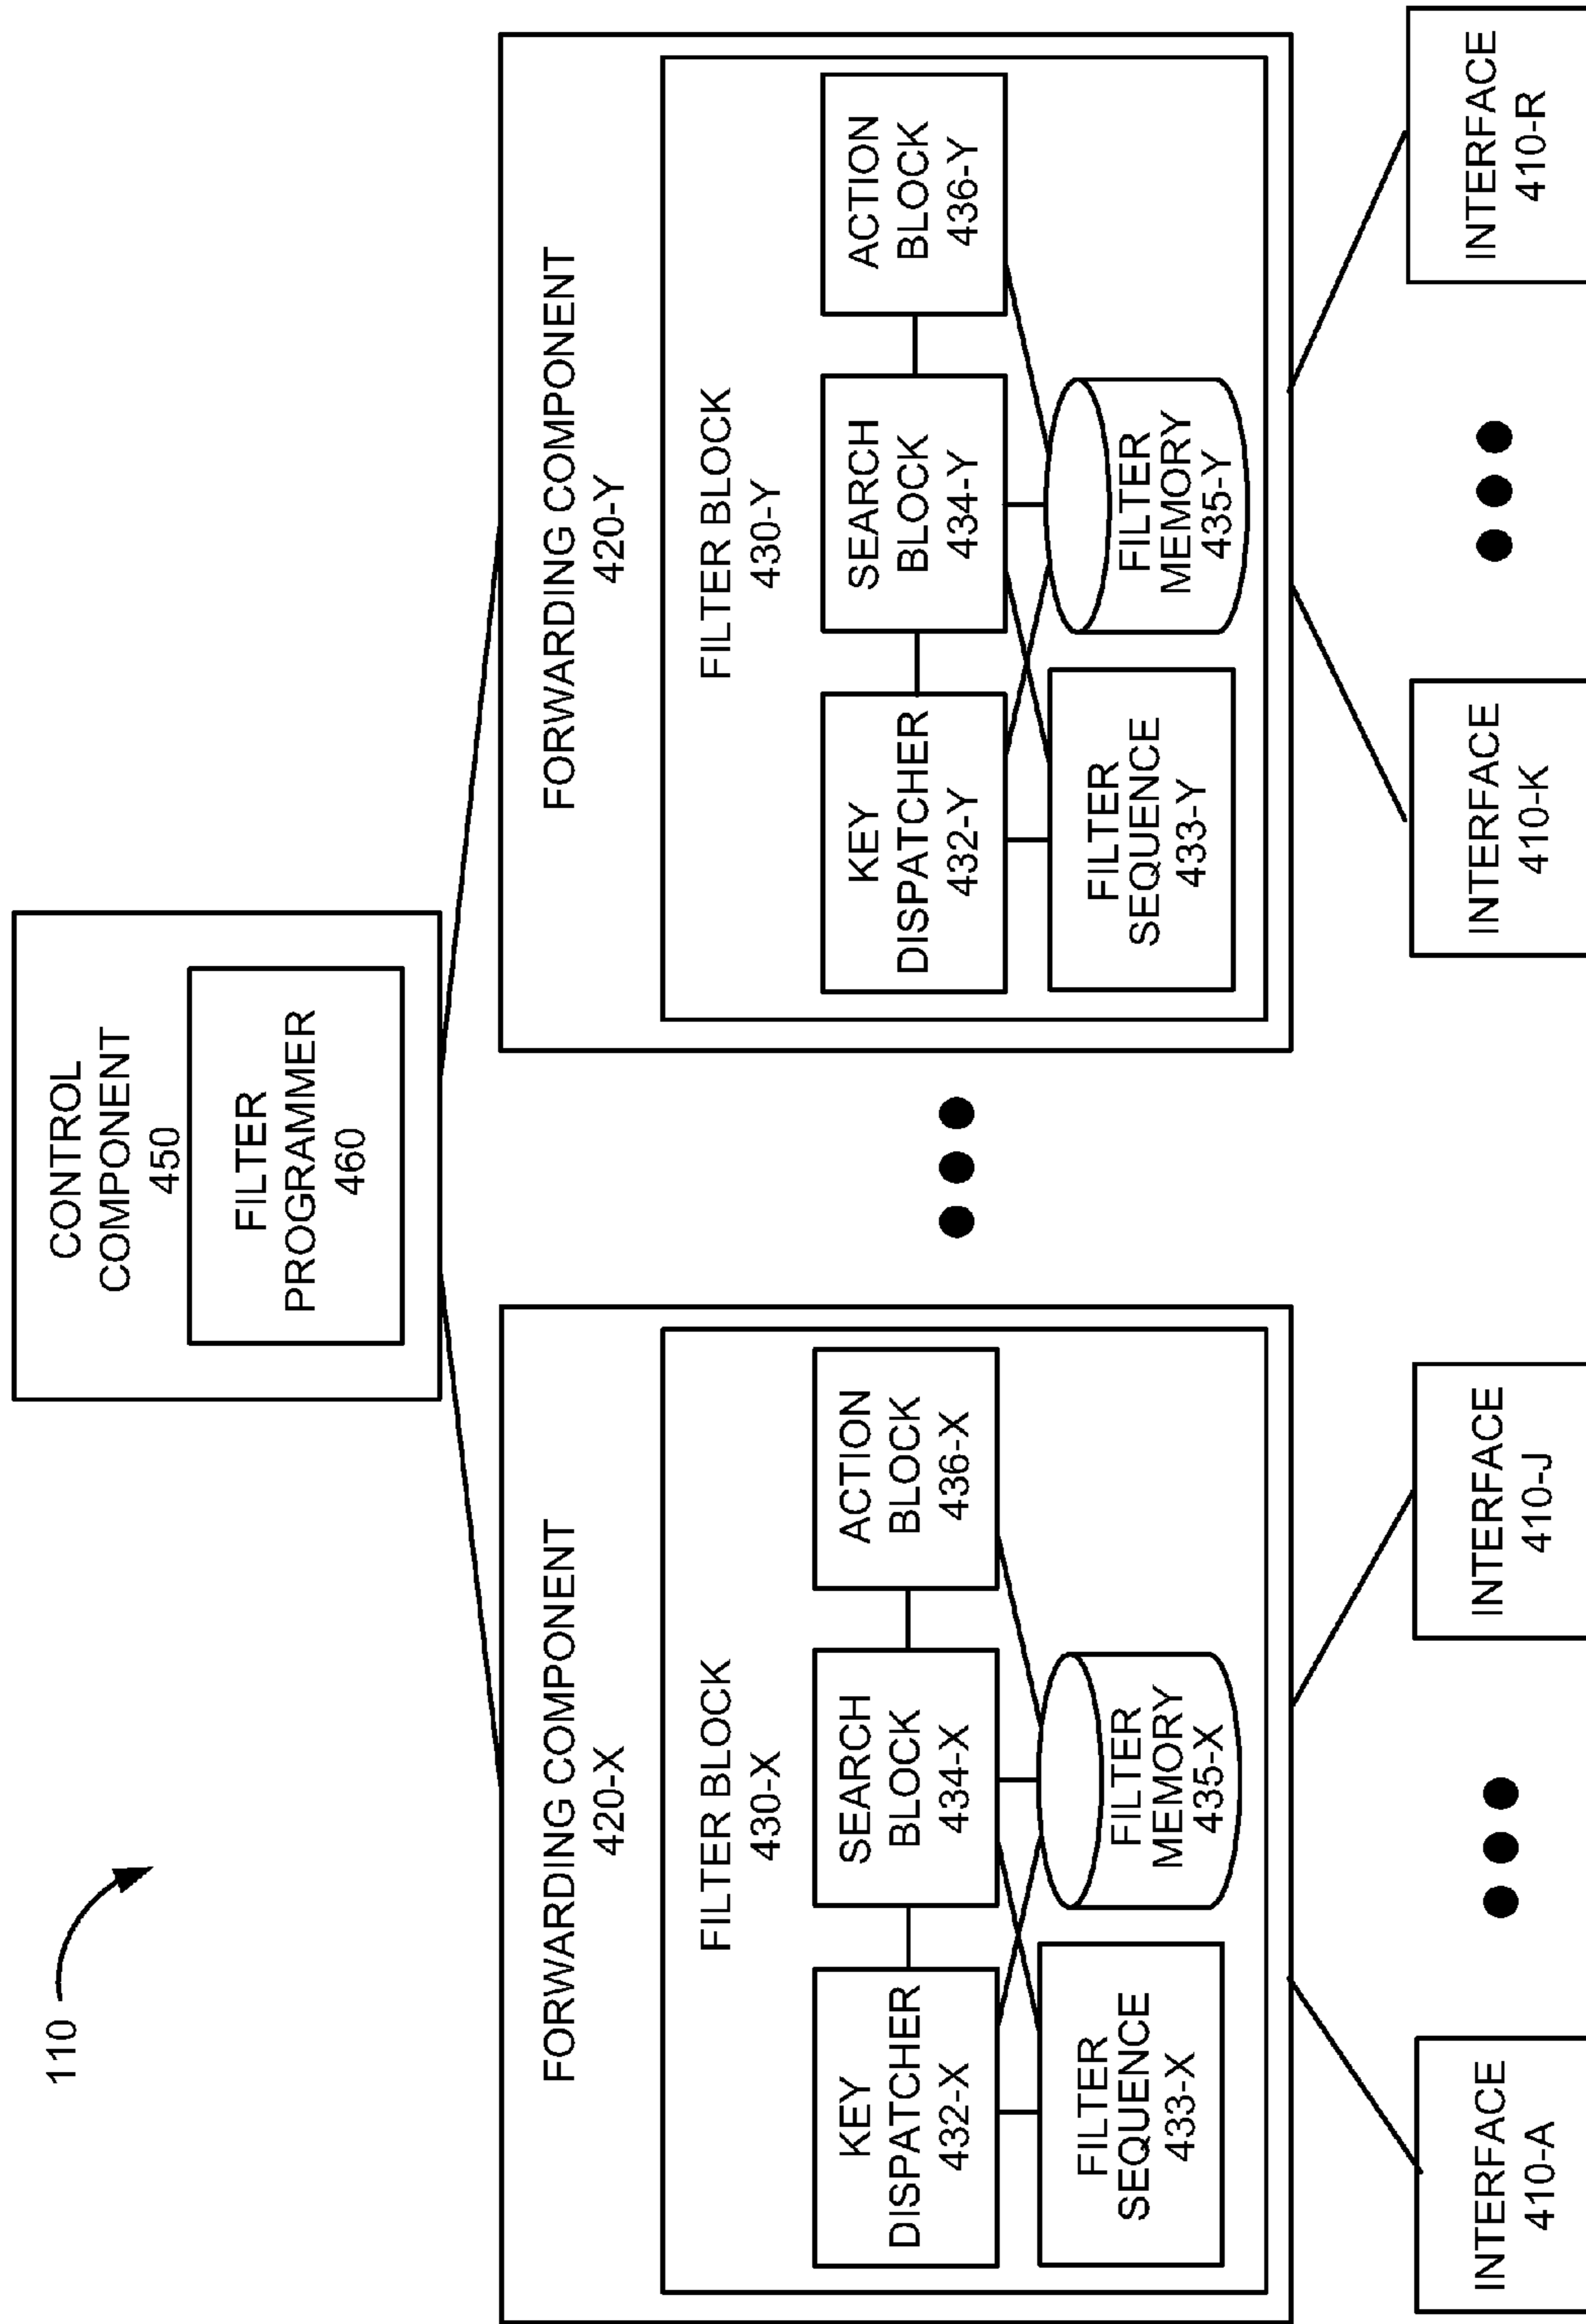 110
CONTROL
COMPONENT
450
FILTER
PROGRAMMER
460
FORWARDING COMPONENT
420-X
FILTER BLOCK
430-X
KEY
DISPATCHER
432-X
SEARCH
BLOCK
434-X
ACTION
BLOCK
436-X
FILTER
SEQUENCE
433-X
FILTER
MEMORY
435-X
FORWARDING COMPONENT
420-Y
FILTER BLOCK
430-Y
KEY
DISPATCHER
432-Y
SEARCH
BLOCK
434-Y
ACTION
BLOCK
436-Y
FILTER
SEQUENCE
433-Y
FILTER
MEMORY
435-Y
INTERFACE
410-A
INTERFACE
410-J
INTERFACE
410-K
INTERFACE
410-R